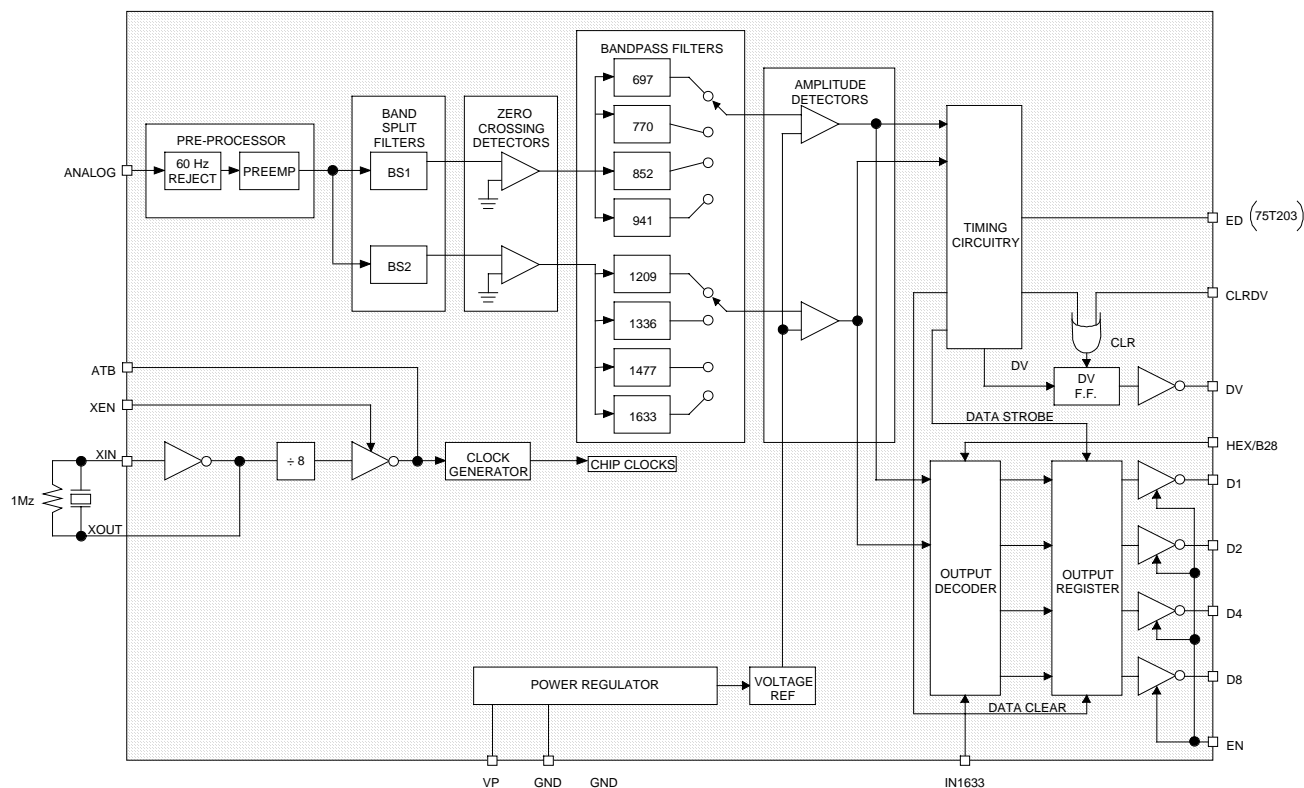 BANDPASS FILTERS
697
770
852
941
1209
1336
1477
1633
AMPLITUDE
DETECTORS
BAND
SPLIT
FILTERS
BS1
BS2
ZERO
CROSSING
DETECTORS
PRE-PROCESSOR
60 Hz
REJECT
PREEMP
ANALOG
TIMING
CIRCUITRY
ED (75T203)
CLRDV
CLR
DV
DV
F.F.
DV
DATA STROBE
HEX/B28
ATB
XEN
XIN
÷ 8
CLOCK
GENERATOR
CHIP CLOCKS
1Mz
XOUT
D1
D2
D4
D8
EN
OUTPUT
DECODER
OUTPUT
REGISTER
DATA CLEAR
POWER REGULATOR
VOLTAGE
REF
VP
GND
GND
IN1633